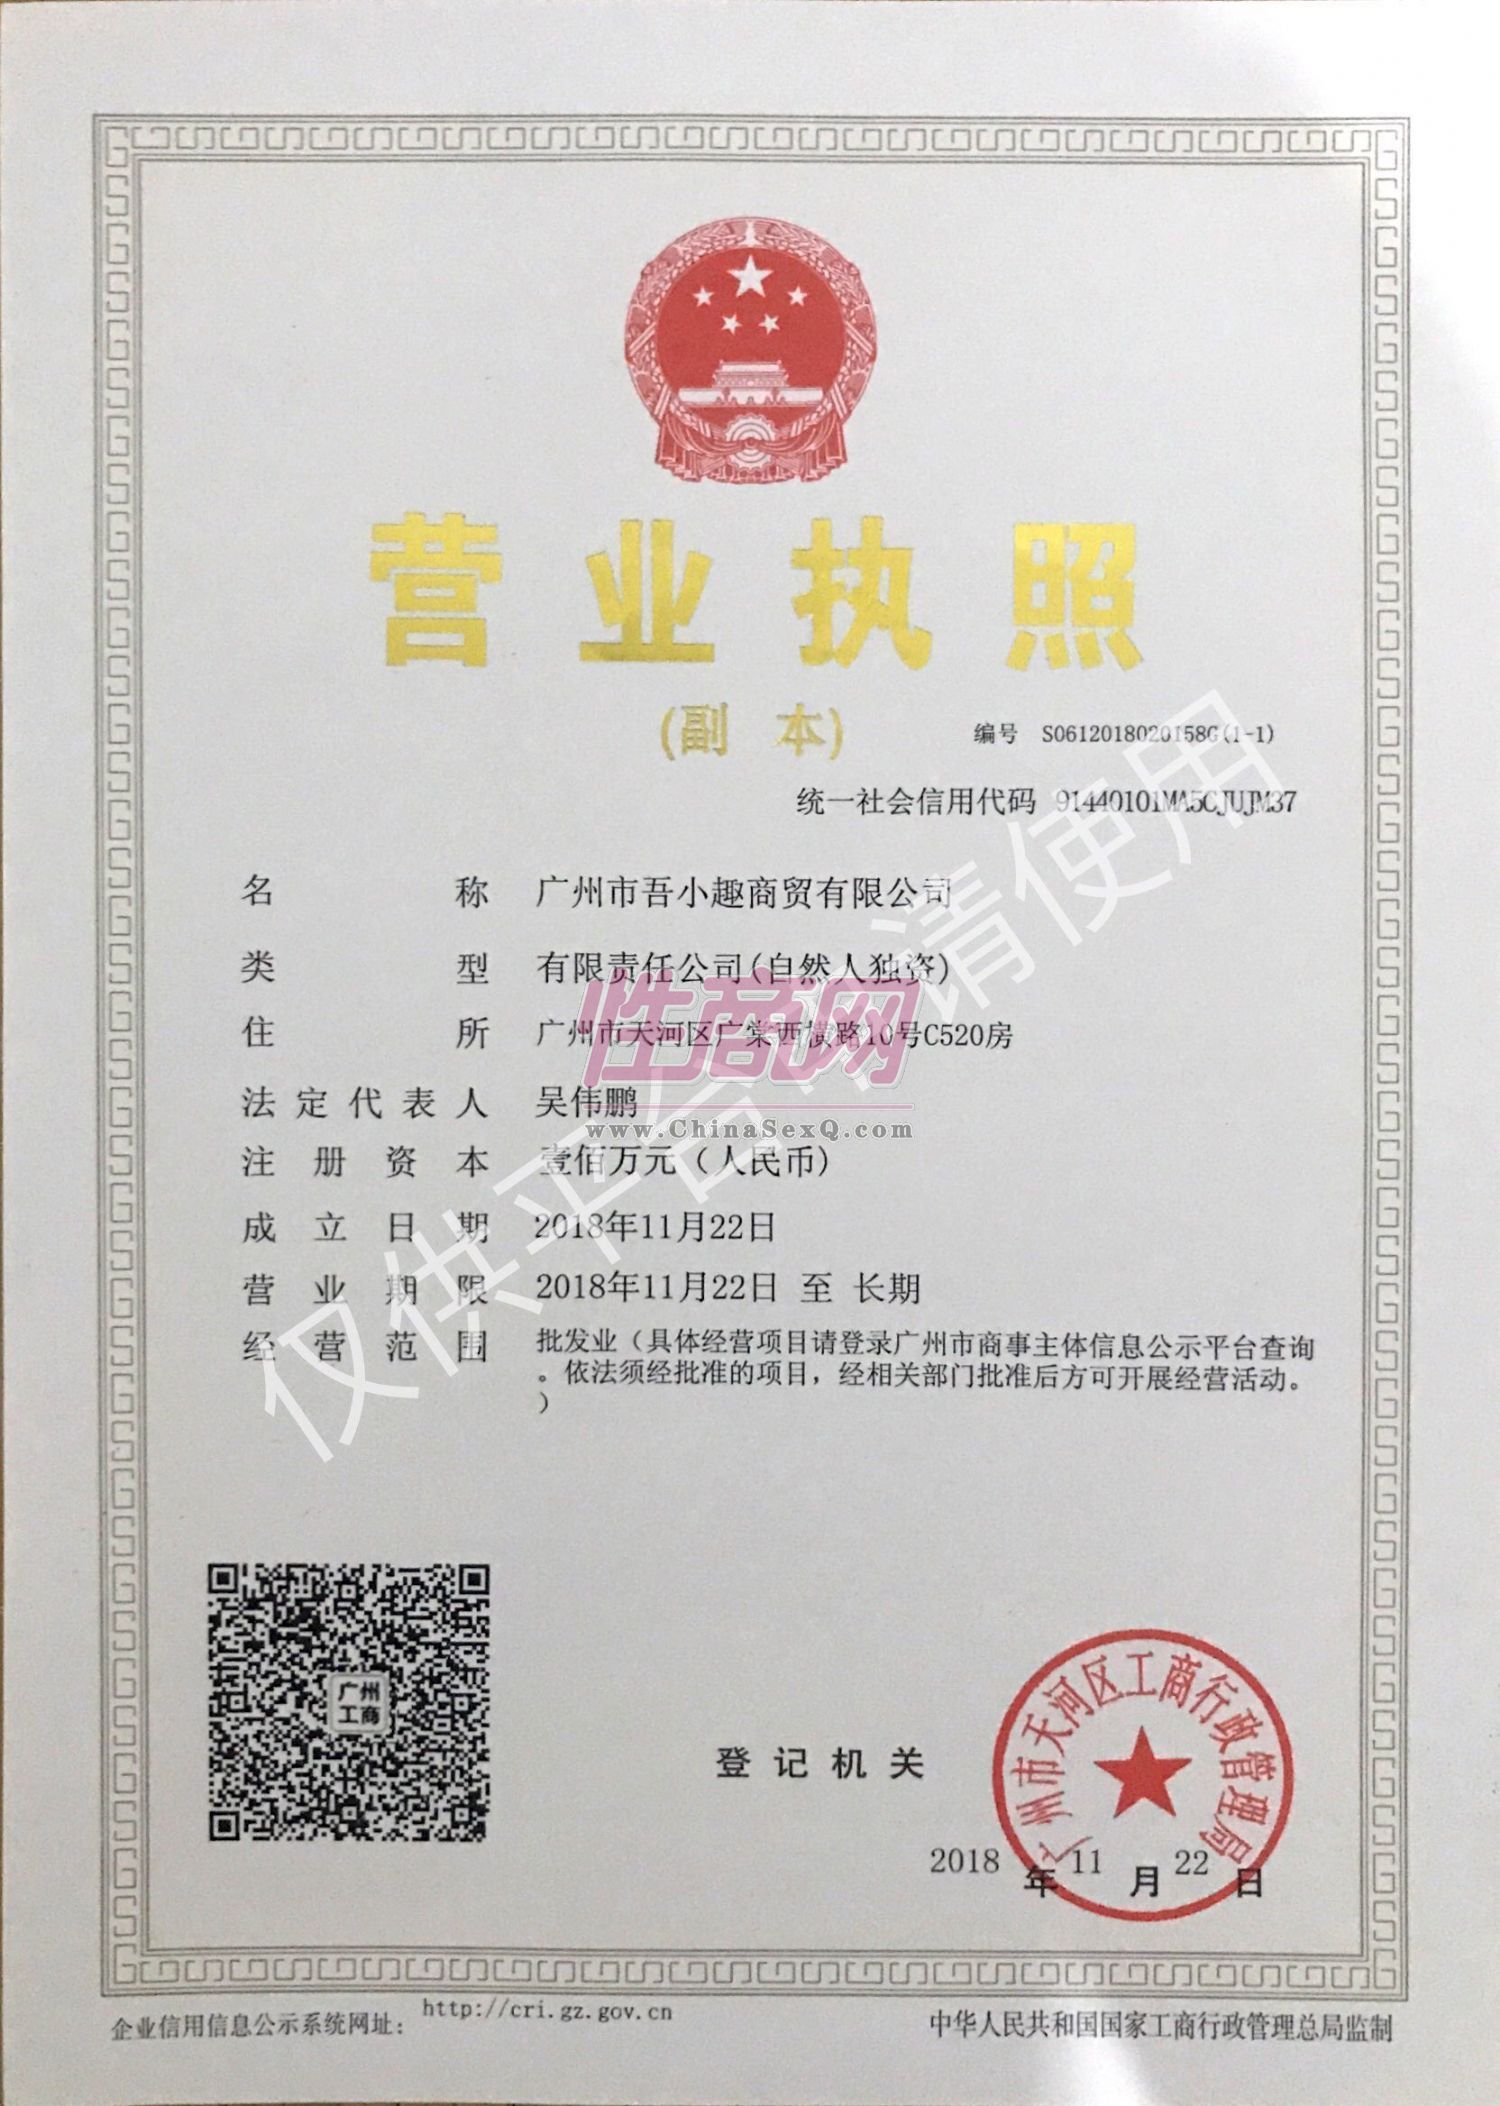 营业执照
(副 本)
编号 S0612018020158G(1-1)
统一社会信用代码 91440101MA5CJUJM37
名 称 广州市吾小趣商贸有限公司
类 型 有限责任公司(自然人独资)
住 所 广州市天河区广棠西横路10号C520房
法定代表人 吴伟鹏
注册资本 壹佰万元（人民币）
成立日期 2018年11月22日
营业期限 2018年11月22日 至 长期
经营范围 批发业（具体经营项目请登录广州市商事主体信息公示平台查询
。依法须经批准的项目，经相关部门批准后方可开展经营活动。
）
性商网
www.ChinaSexQ.com
广州
工商
登记机关
广州市天河区工商行政管理局
2018 年 11 月 22 日
企业信用信息公示系统网址： http://cri.gz.gov.cn
中华人民共和国国家工商行政管理总局监制